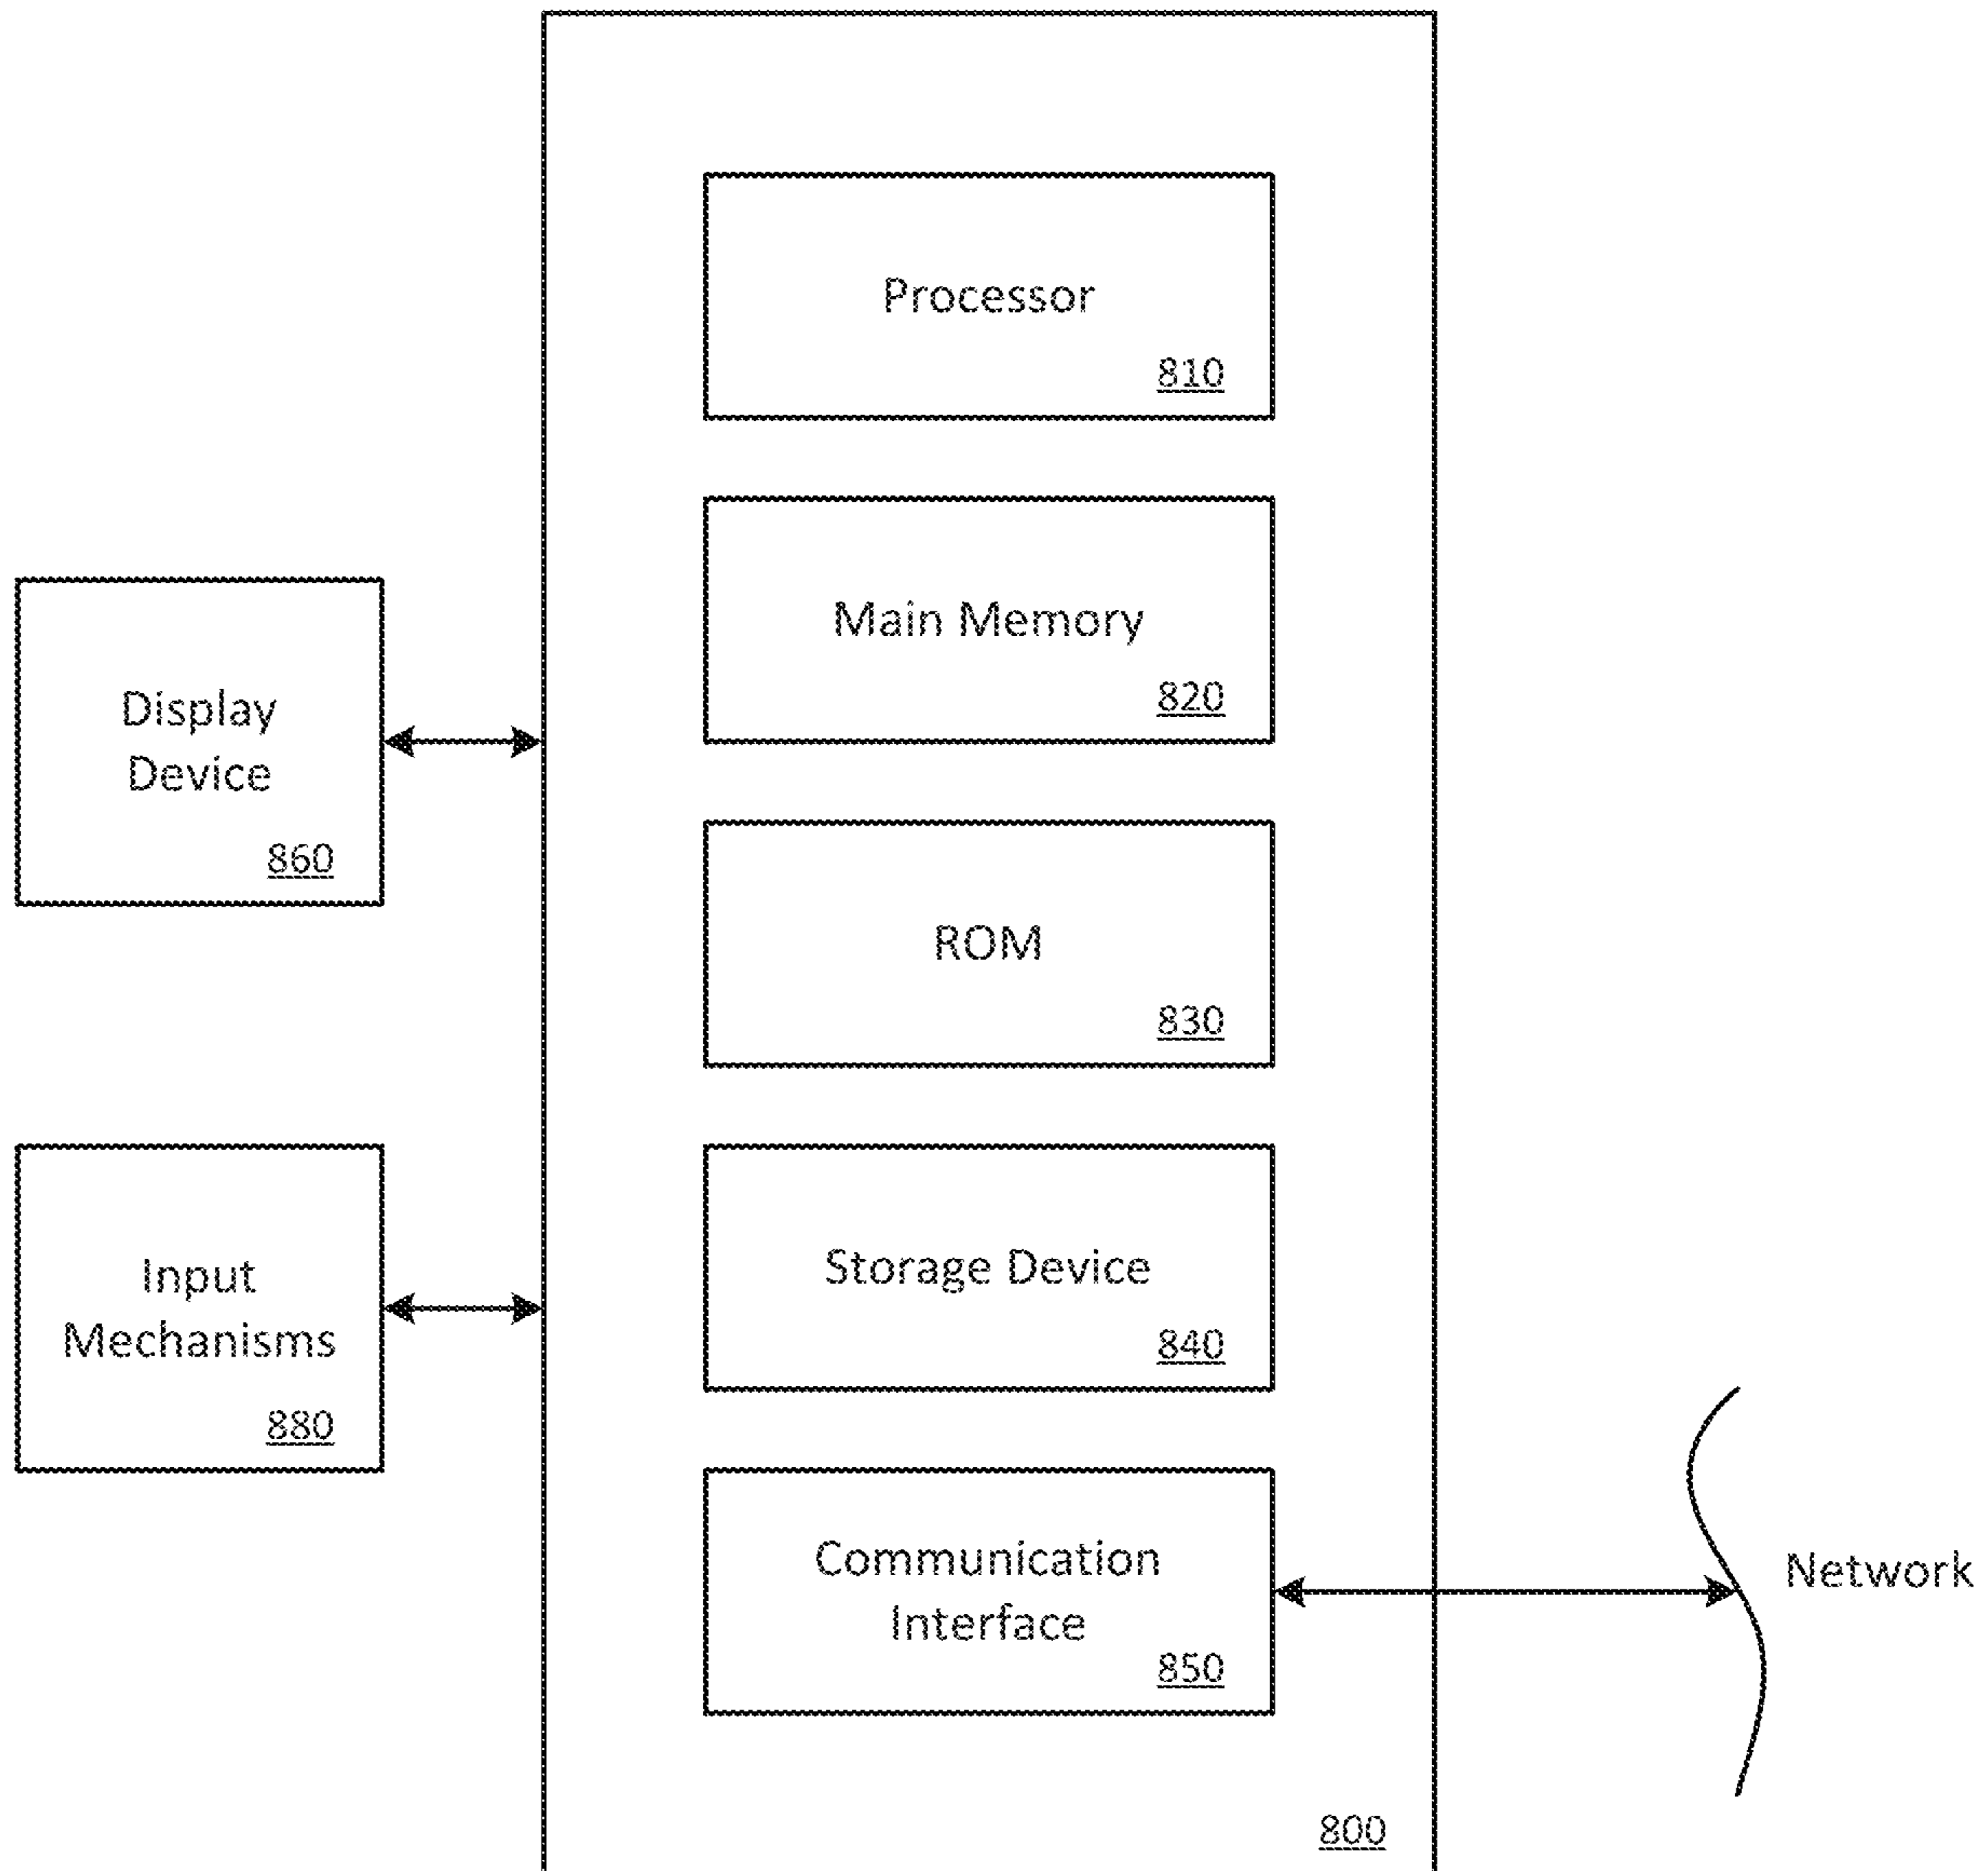 Processor
810
Main Memory
820
Display
Device
860
ROM
830
Input
Mechanisms
880
Storage Device
840
Communication
Interface
850
Network
800